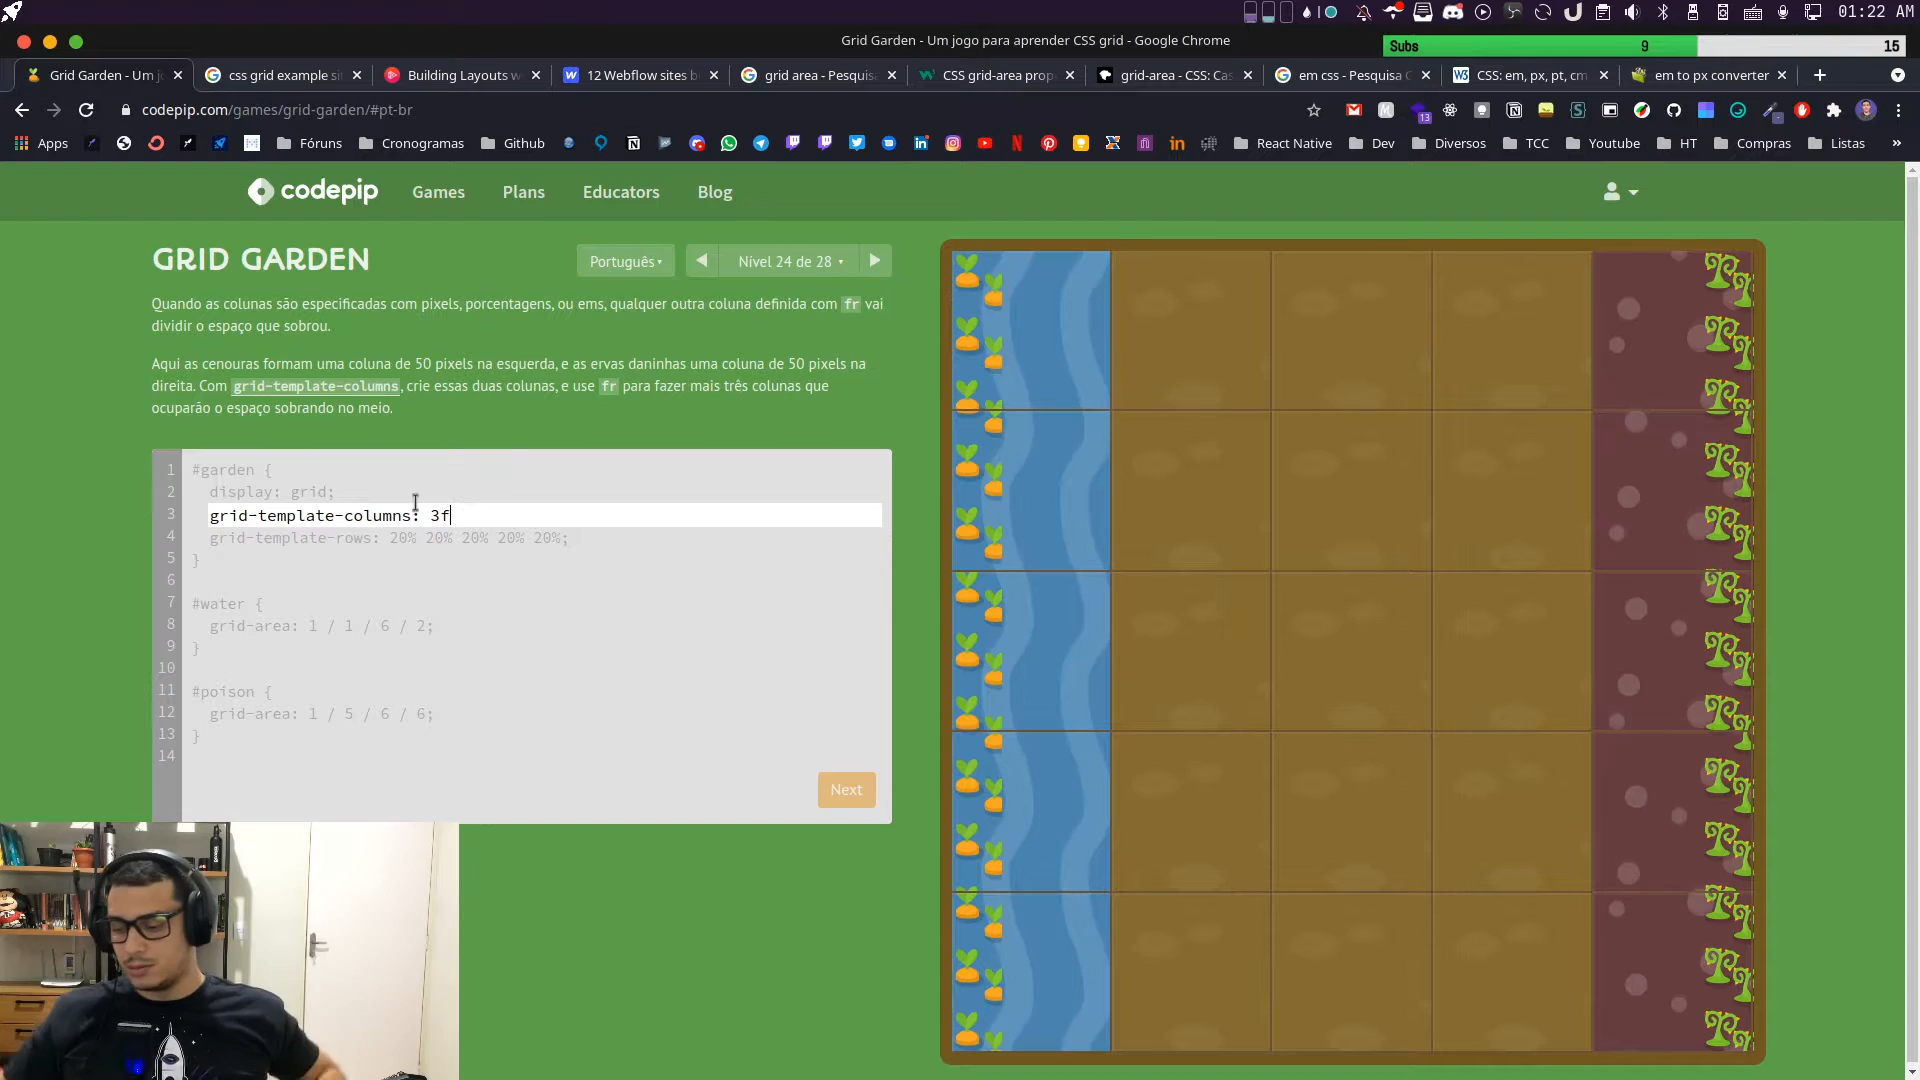 01:22 AM
Grid Garden - Um jogo para aprender CSS grid - Google Chrome
Subs 9 15
Grid Garden - Um j
css grid example si
Building Layouts w
12 Webflow sites b
grid area - Pesquisa
CSS grid-area prop
grid-area - CSS: Cas
em css - Pesquisa
CSS: em, px, pt, cm
em to px converter
codepip.com/games/grid-garden/#pt-br
13
Apps
Fóruns
Cronogramas
Github
React Native
Dev
Diversos
TCC
Youtube
HT
Compras
Listas
codepip
Games
Plans
Educators
Blog
GRID GARDEN
Português
Nível 24 de 28
Quando as colunas são especificadas com pixels, porcentagens, ou ems, qualquer outra coluna definida com fr vai
dividir o espaço que sobrou.
Aqui as cenouras formam uma coluna de 50 pixels na esquerda, e as ervas daninhas uma coluna de 50 pixels na
direita. Com grid-template-columns, crie essas duas colunas, e use fr para fazer mais três colunas que
ocuparão o espaço sobrando no meio.
1 #garden {
2 display: grid;
3 grid-template-columns: 3f
4 grid-template-rows: 20% 20% 20% 20% 20%;
5 }
6
7 #water {
8 grid-area: 1 / 1 / 6 / 2;
9 }
10
11 #poison {
12 grid-area: 1 / 5 / 6 / 6;
13 }
14
Next